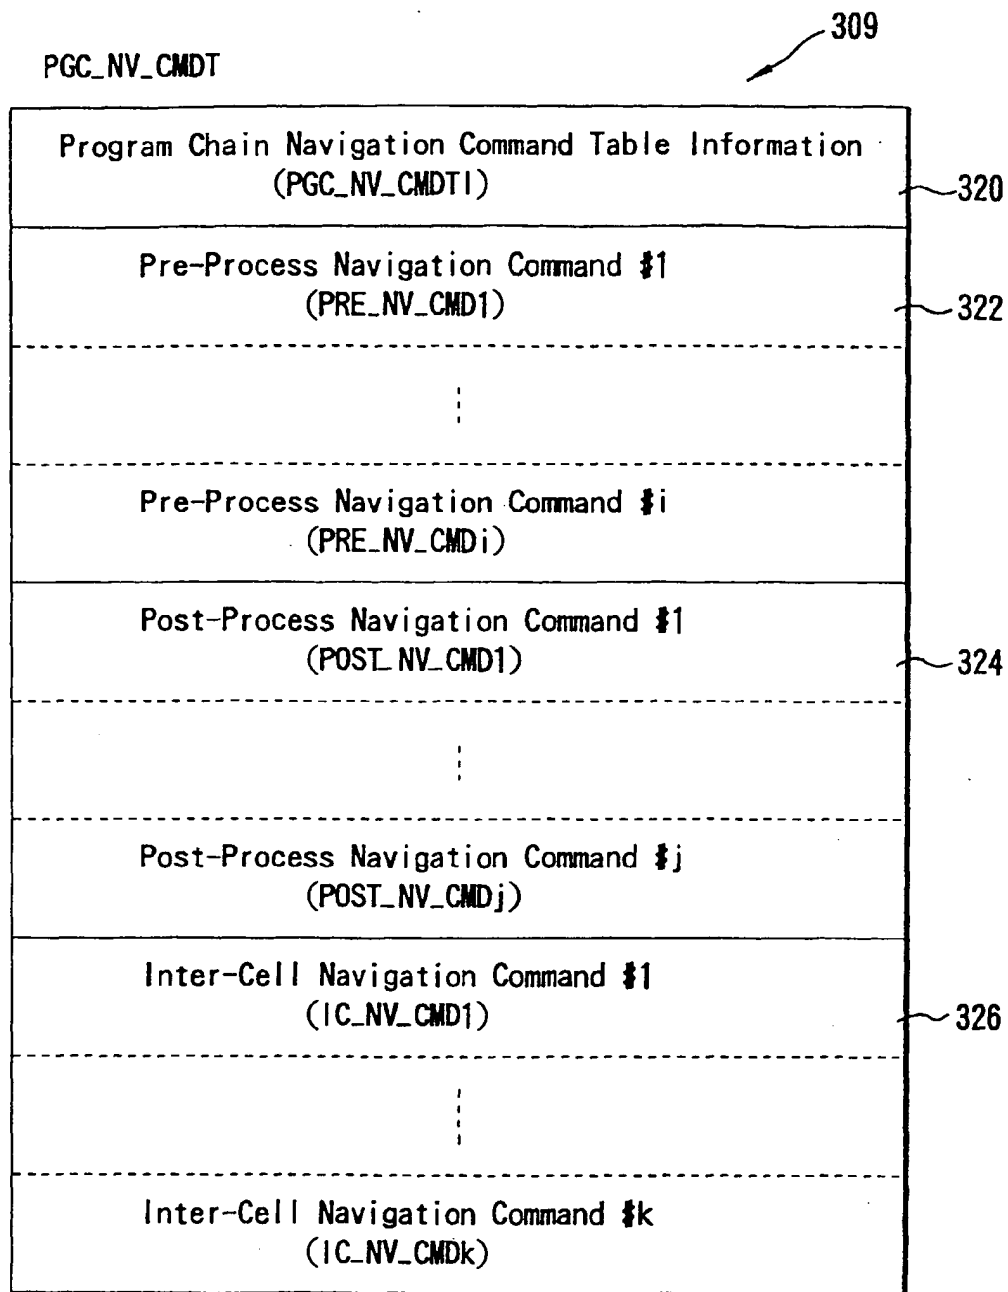 309
PGC_NV_CMDT
Program Chain Navigation Command Table Information
(PGC_NV_CMDTI)
320
Pre-Process Navigation Command #1
(PRE_NV_CMD1)
322
Pre-Process Navigation Command #i
(PRE_NV_CMDi)
Post-Process Navigation Command #1
(POST_NV_CMD1)
324
Post-Process Navigation Command #j
(POST_NV_CMDj)
Inter-Cell Navigation Command #1
(IC_NV_CMD1)
326
Inter-Cell Navigation Command #k
(IC_NV_CMDk)